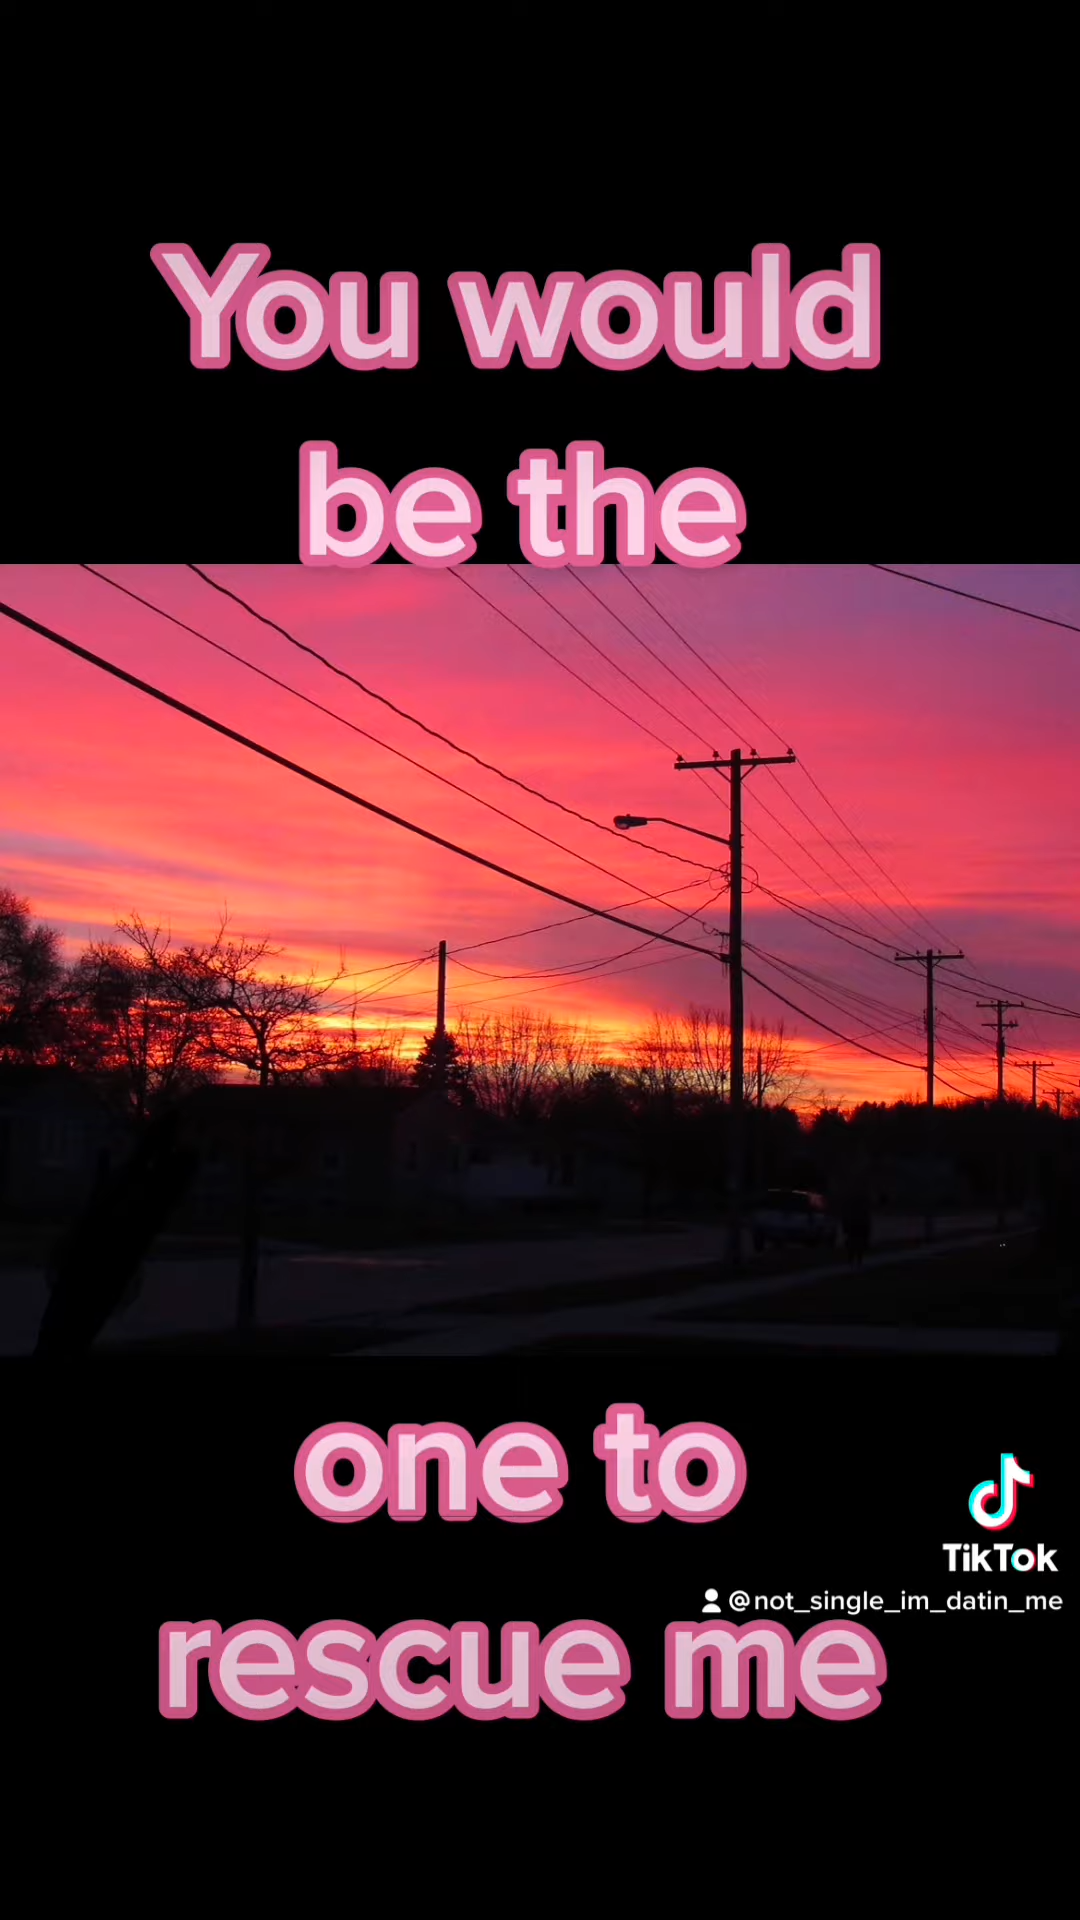 You would
be the
one to
TikTok
@not_single_im_datin_me
rescue me